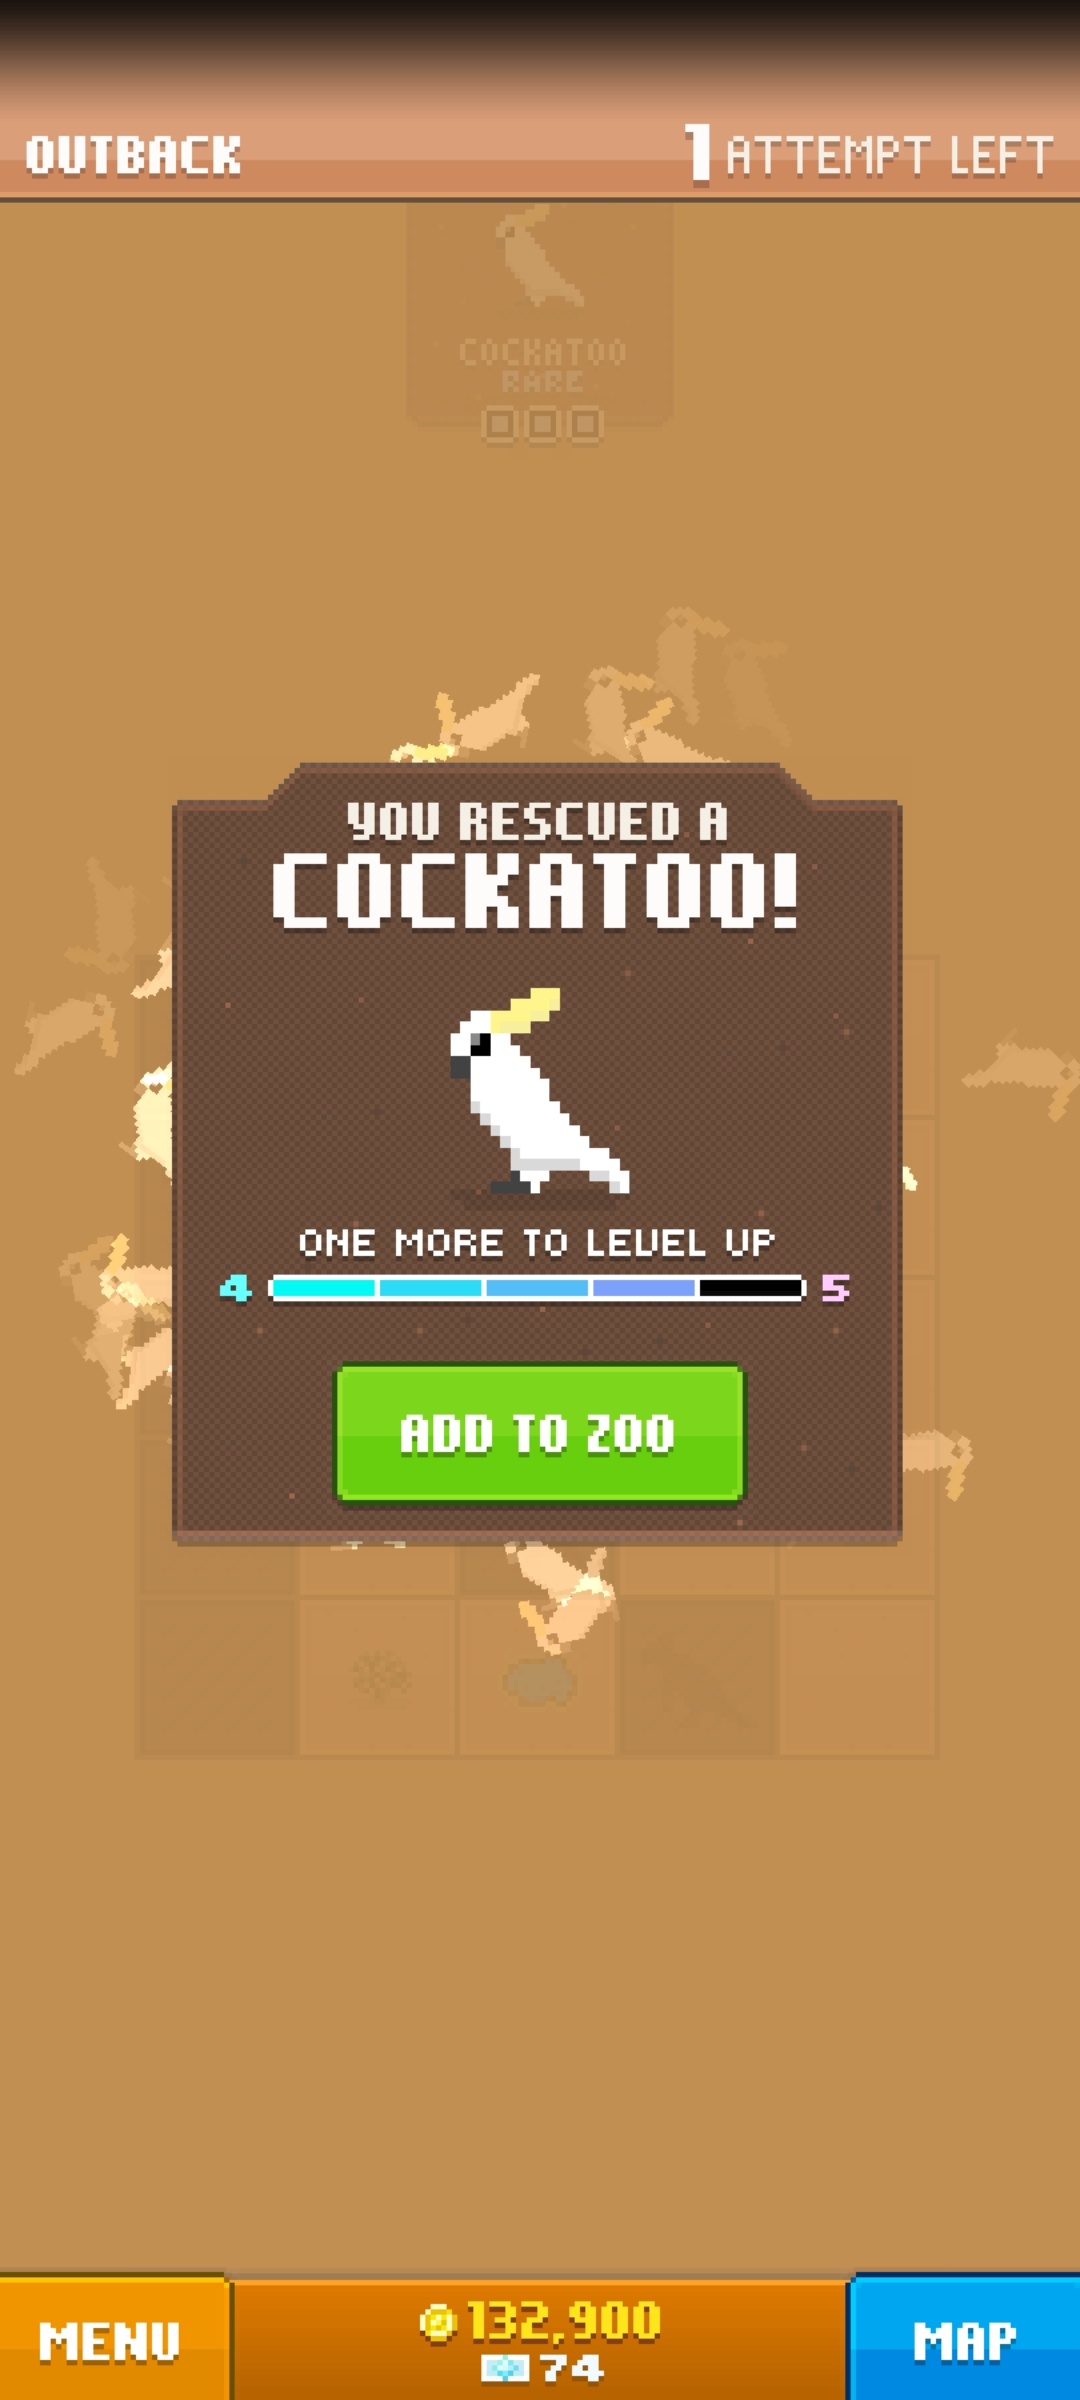 OUTBACK
1 ATTEMPT LEFT
COCKATOO
RARE
YOU RESCUED A
COCKATOO!
ONE MORE TO LEVEL UP
4 5
ADD TO ZOO
MENU
132,900
74
MAP